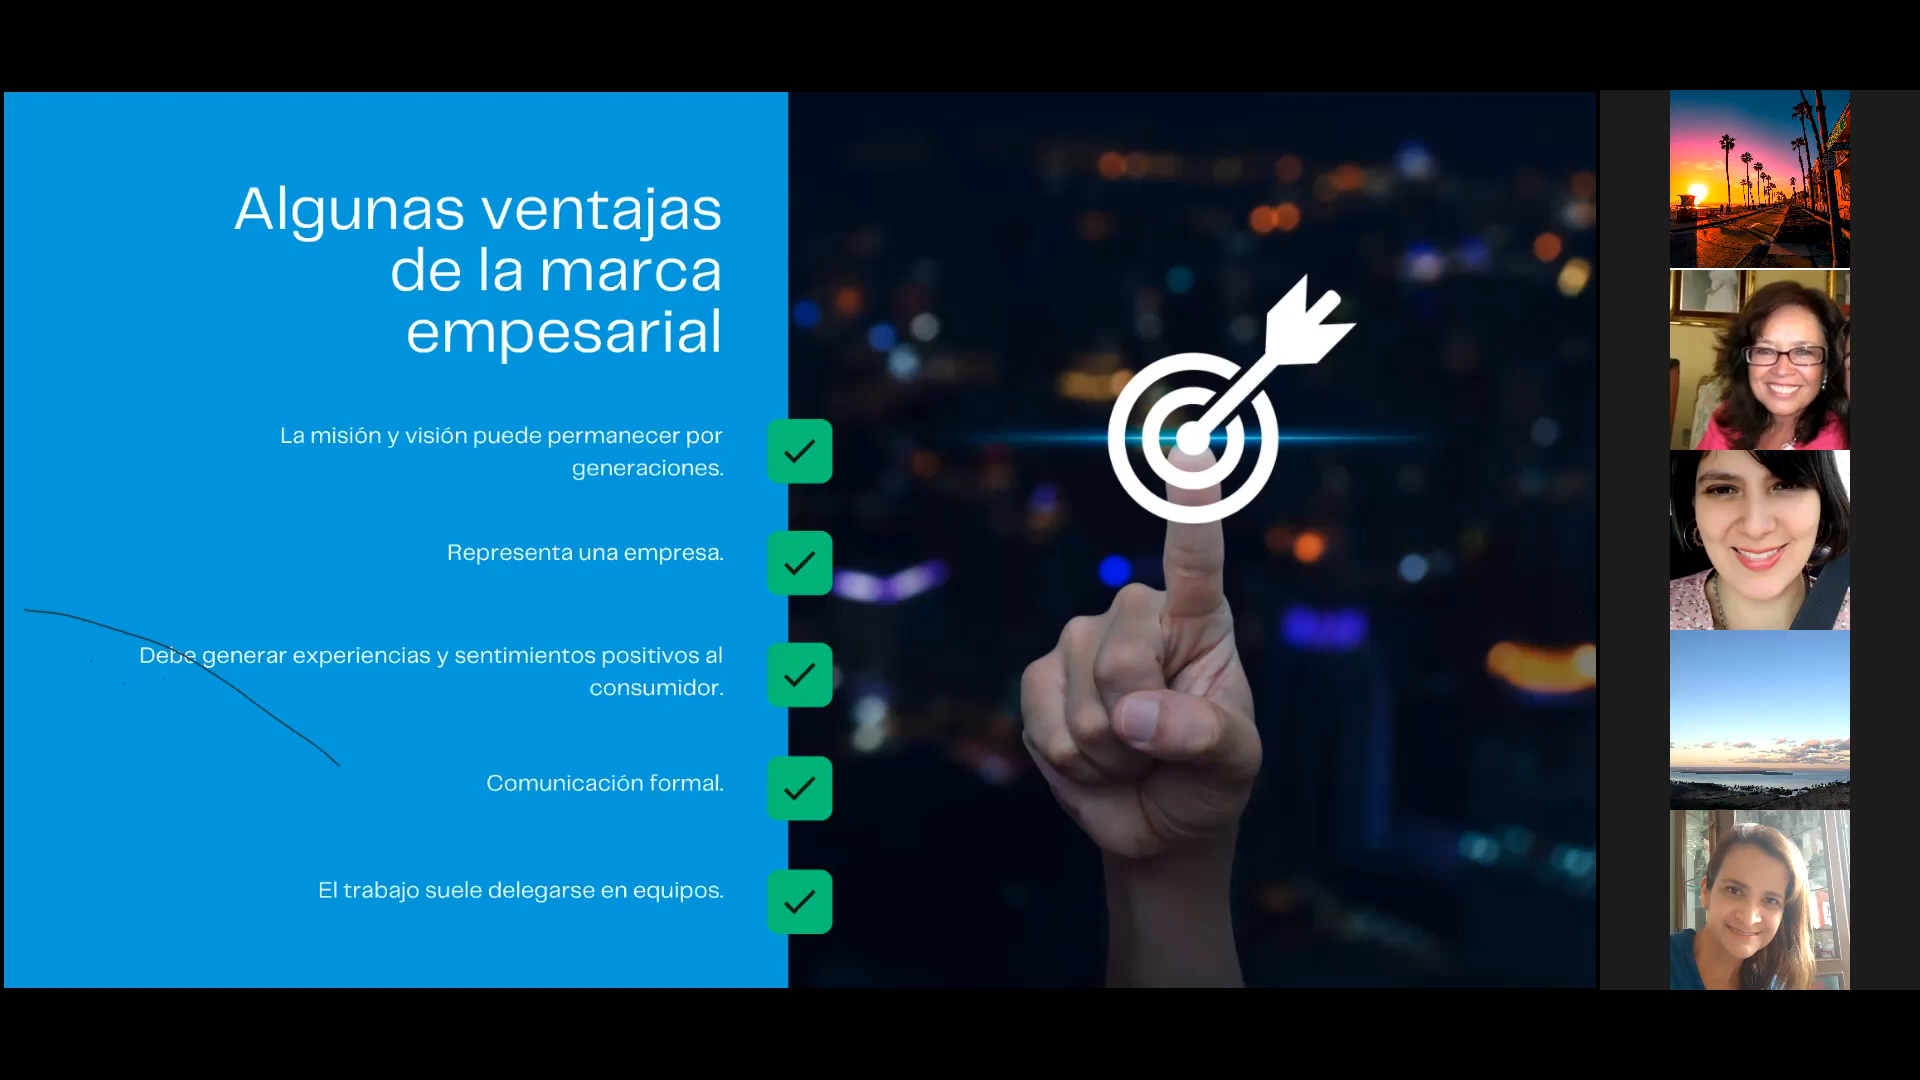 Algunas ventajas
de la marca
empesarial
La misión y visión puede permanecer por
generaciones.
Representa una empresa.
Debe generar experiencias y sentimientos positivos al
consumidor.
Comunicación formal.
El trabajo suele delegarse en equipos.